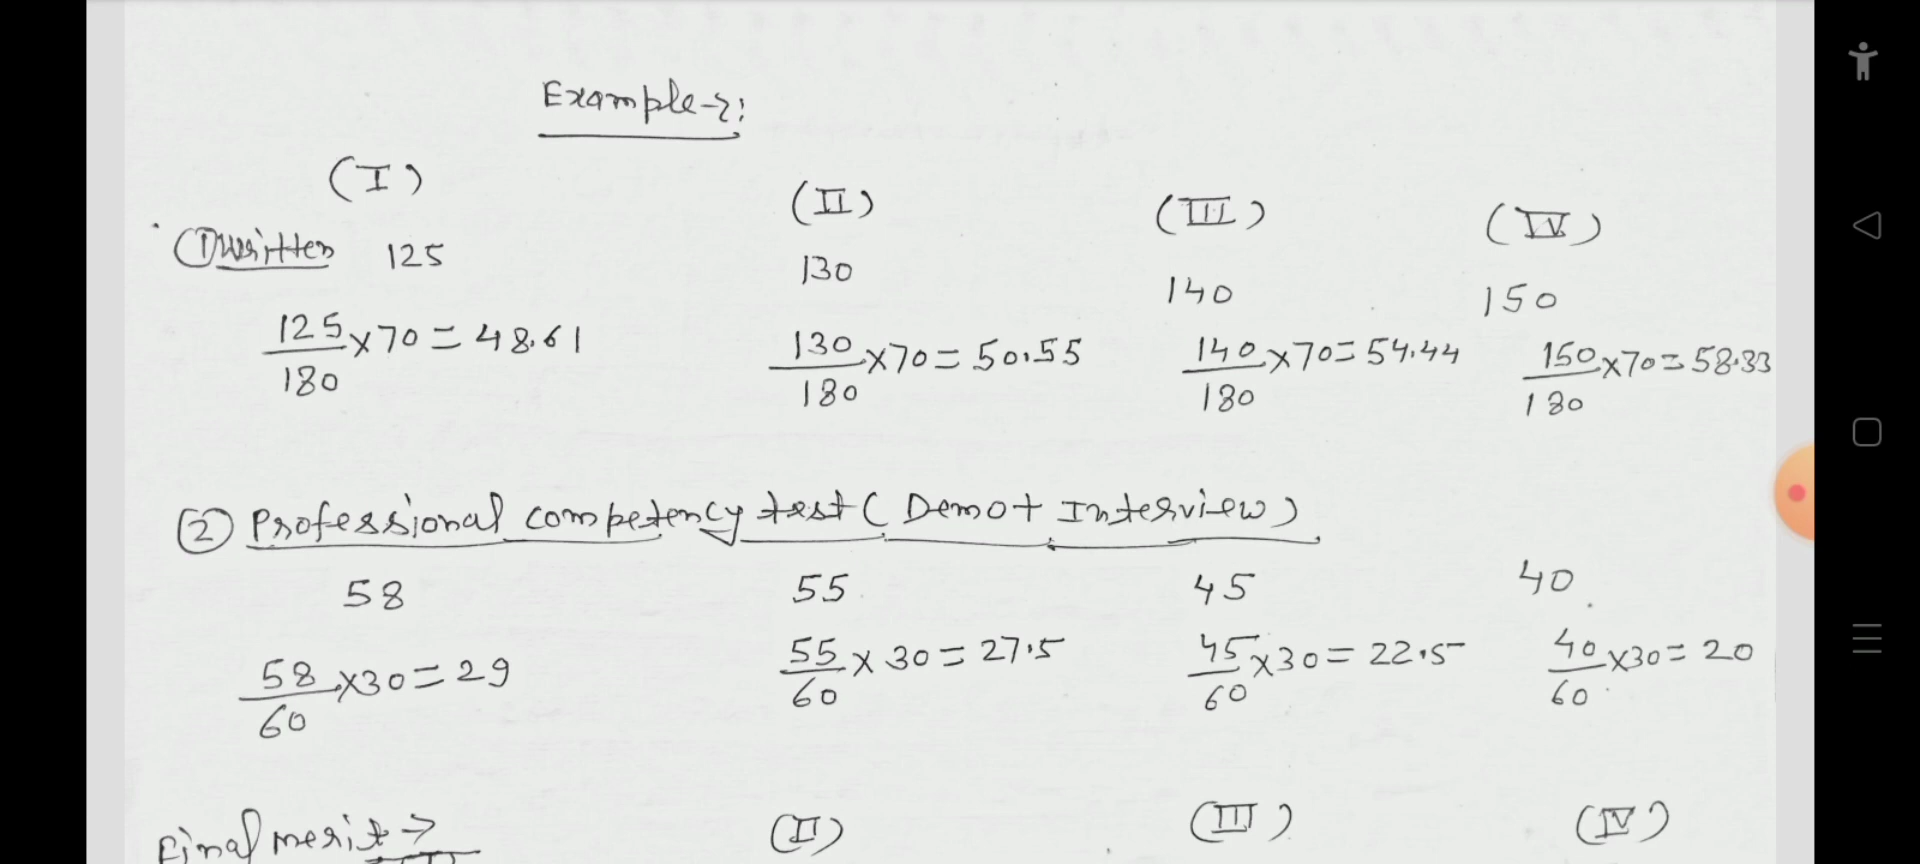 Example-2:
(I) (II) (III) (IV)
① written 125 130 140 150
125/180 x70 = 48.61 130/180 x70 = 50.55 140/180 x70 = 54.44 150/180 x70 = 58.33
② Professional competency test ( Demo + Interview )
58 55 45 40
58/60 x30 = 29 55/60 x 30 = 27.5 45/60 x30 = 22.5 40/60 x30 = 20
Final merit → (II) (III) (IV)